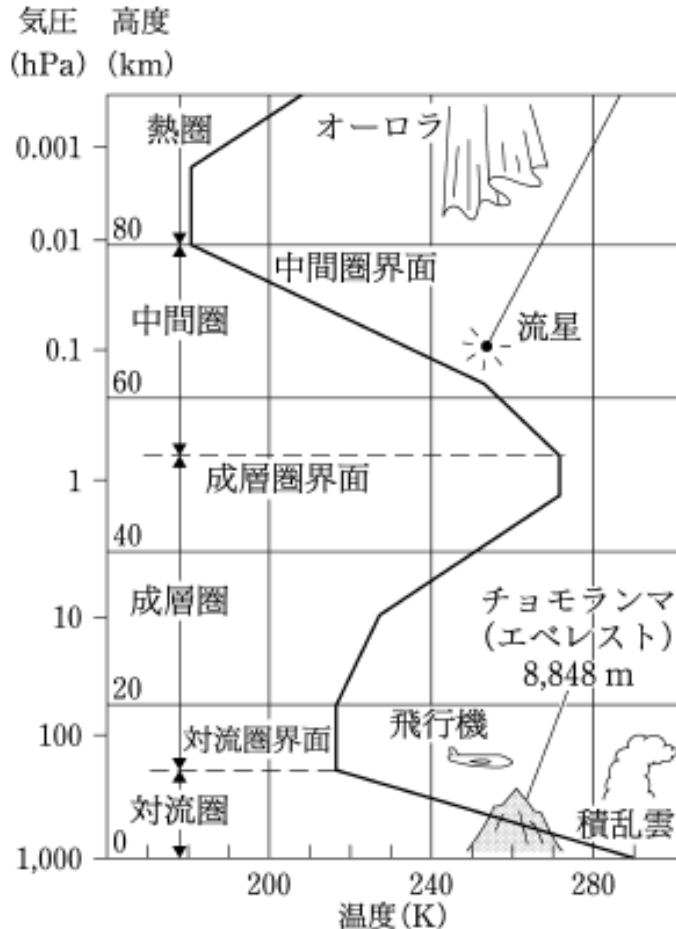 気圧 高度
(hPa) (km)
熱圏
オーロラ
0.001
0.01
80
中間圏界面
中間圏
流星
0.1
60
成層圏界面
1
40
成層圏
チョモランマ
(エベレスト)
8,848 m
10
20
100
対流圏界面
飛行機
対流圏
積乱雲
1,000
0
200 240 280
温度(K)